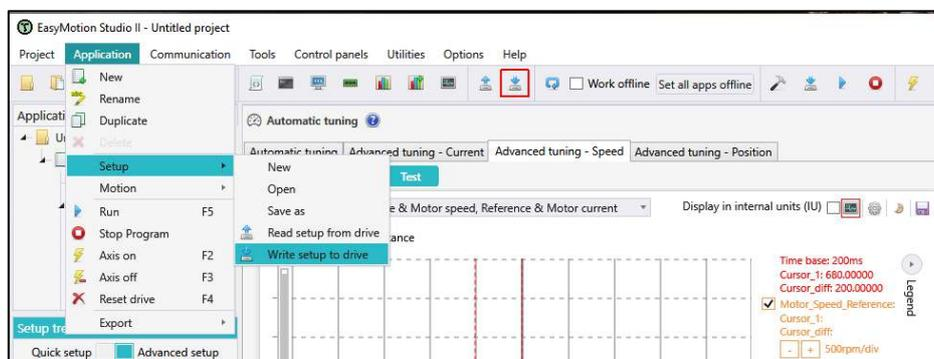 EasyMotion Studio II - Untitled project
Project Application Communication Tools Control panels Utilities Options Help
Work offline Set all apps offline
New
Rename
Applicati
Duplicate
Automatic tuning
Delete
Automatic tuning Advanced tuning - Current Advanced tuning - Speed Advanced tuning - Position
Setup
New
Test
Motion
Open
Run F5
Save as
e & Motor speed, Reference & Motor current
Display in internal units (IU)
Stop Program
Read setup from drive
ance
Axis on F2
Write setup to drive
Time base: 200ms
Axis off F3
Cursor_1: 680.00000
Cursor_diff: 200.00000
Legend
Reset drive F4
Motor_Speed_Reference:
Cursor_1:
Export
Setup tre
Cursor_diff:
Quick setup Advanced setup
- + 500rpm/div